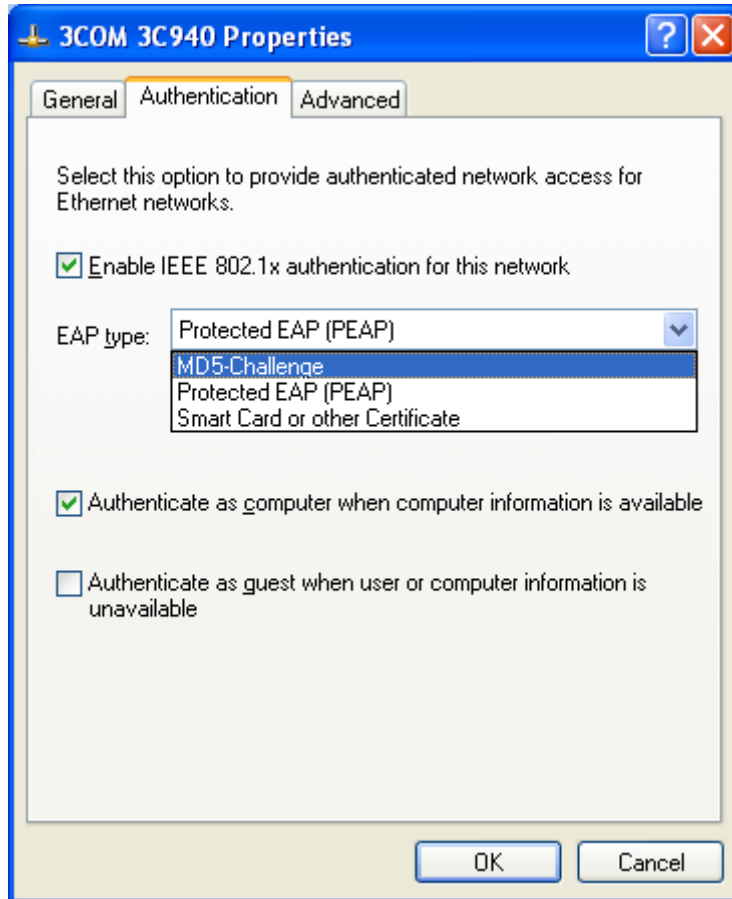 3COM 3C940 Properties
General Authentication Advanced
Select this option to provide authenticated network access for
Ethernet networks.
Enable IEEE 802.1x authentication for this network
EAP type: Protected EAP (PEAP)
MD5-Challenge
Protected EAP (PEAP)
Smart Card or other Certificate
Authenticate as computer when computer information is available
Authenticate as guest when user or computer information is
unavailable
OK Cancel